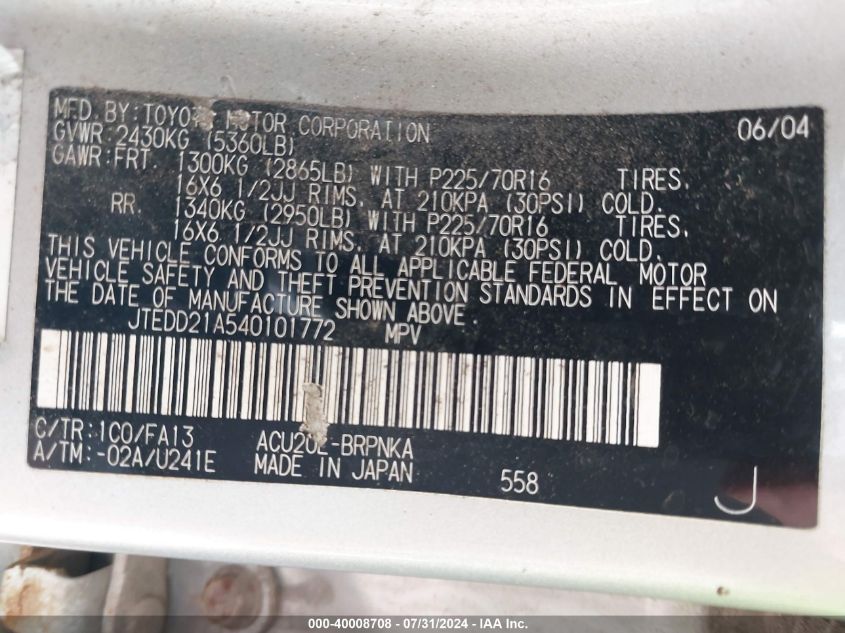 MFD. BY: TOYOTA MOTOR CORPORATION 06/04
GVWR: 2430KG (5360LB)
GAWR: FRT. 1300KG (2865LB) WITH P225/70R16 TIRES.
16X6 1/2JJ RIMS. AT 210KPA (30PSI) COLD.
RR. 1340KG (2950LB) WITH P225/70R16 TIRES.
16X6 1/2JJ RIMS. AT 210KPA (30PSI) COLD.
THIS VEHICLE CONFORMS TO ALL APPLICABLE FEDERAL MOTOR
VEHICLE SAFETY AND THEFT PREVENTION STANDARDS IN EFFECT ON
THE DATE OF MANUFACTURE SHOWN ABOVE.
JTEDD21A540101772 MPV
C/TR: 1C0/FA13 ACU20L-BRPNKA
A/TM: -02A/U241E MADE IN JAPAN 558 J
000-40008708 - 07/31/2024 - IAA Inc.